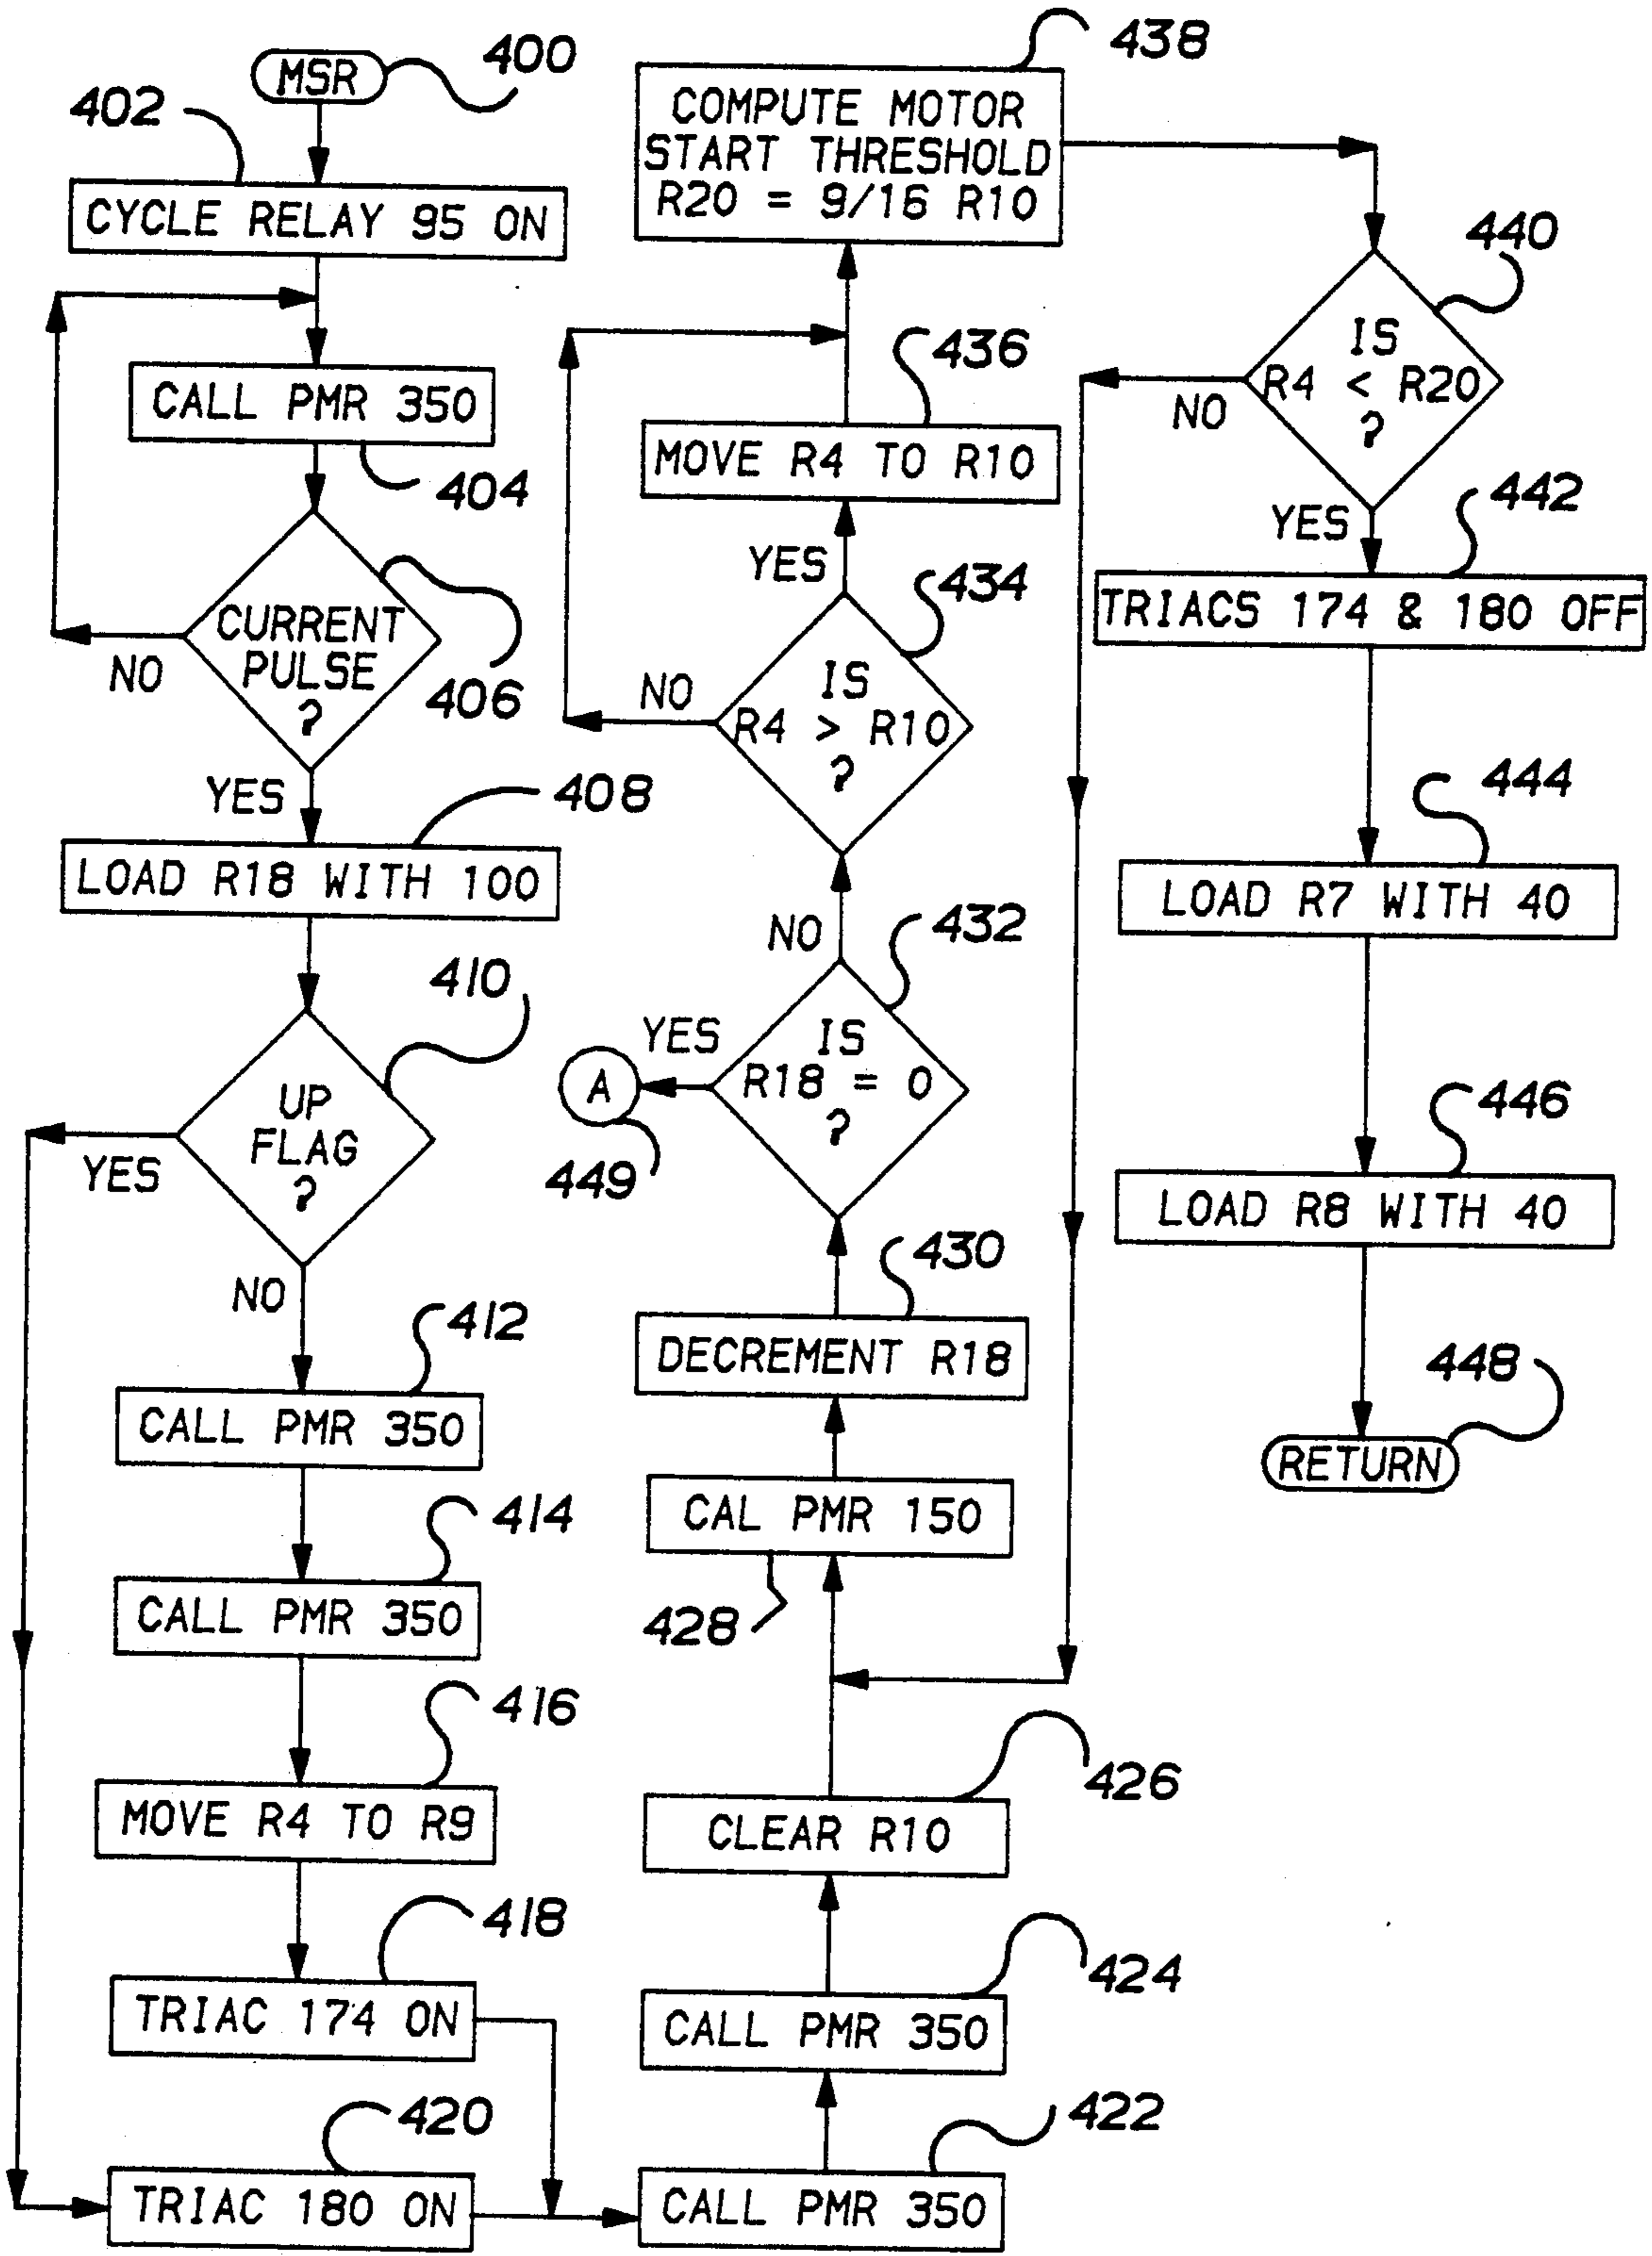 MSR
400
402
CYCLE RELAY 95 ON
CALL PMR 350
404
CURRENT
PULSE
?
406
NO
YES
408
LOAD R18 WITH 100
410
UP
FLAG
?
YES
NO
412
CALL PMR 350
414
CALL PMR 350
416
MOVE R4 TO R9
418
TRIAC 174 ON
420
TRIAC 180 ON
422
CALL PMR 350
424
CALL PMR 350
426
CLEAR R10
428
CAL PMR 150
430
DECREMENT R18
432
IS
R18 = 0
?
YES
A
449
NO
434
IS
R4 > R10
?
NO
YES
436
MOVE R4 TO R10
438
COMPUTE MOTOR
START THRESHOLD
R20 = 9/16 R10
440
IS
R4 < R20
?
NO
YES
442
TRIACS 174 & 180 OFF
444
LOAD R7 WITH 40
446
LOAD R8 WITH 40
448
RETURN